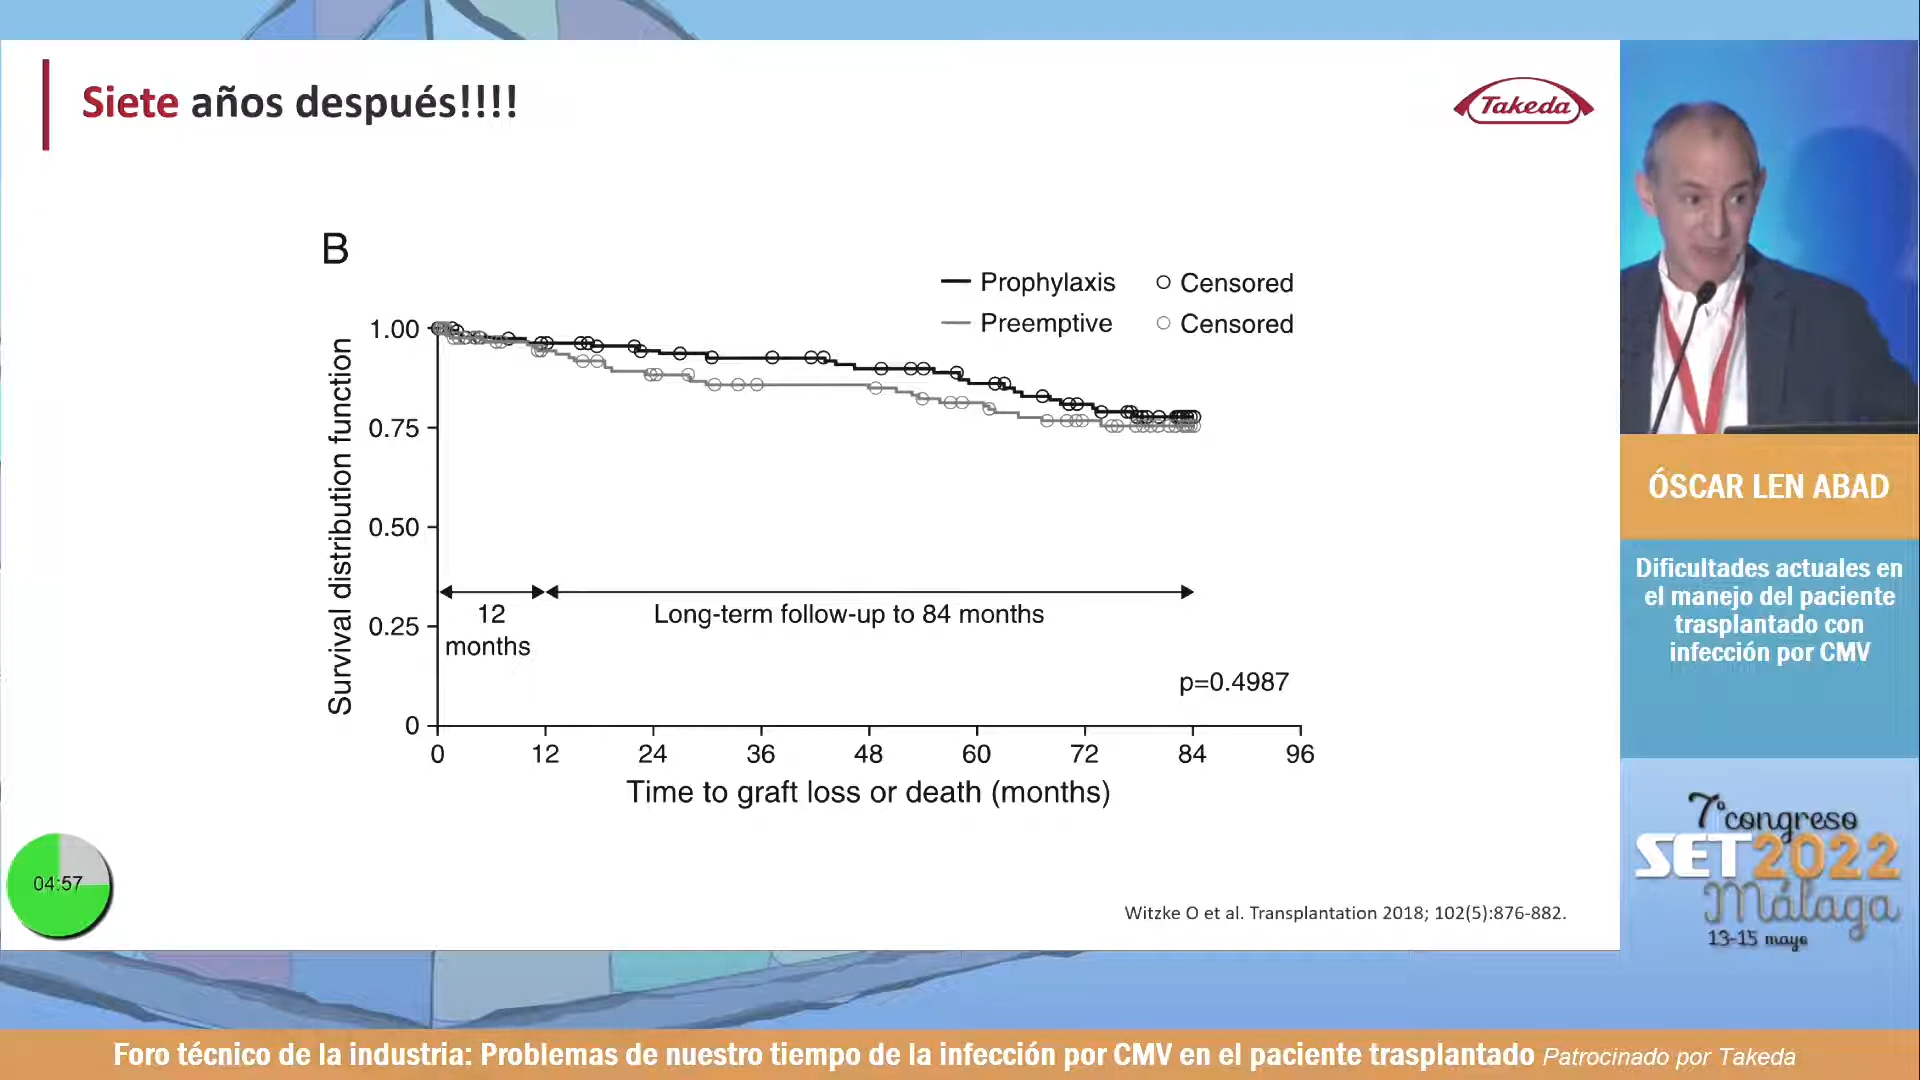 Siete años después!!!!
Takeda
B
Prophylaxis
Censored
Preemptive
Censored
Survival distribution function
1.00
0.75
0.50
0.25
0
12
months
Long-term follow-up to 84 months
p=0.4987
0 12 24 36 48 60 72 84 96
Time to graft loss or death (months)
04:57
Witzke O et al. Transplantation 2018; 102(5):876-882.
ÓSCAR LEN ABAD
Dificultades actuales en
el manejo del paciente
trasplantado con
infección por CMV
7º congreso
SET2022
Málaga
13-15 mayo
Foro técnico de la industria: Problemas de nuestro tiempo de la infección por CMV en el paciente trasplantado Patrocinado por Takeda